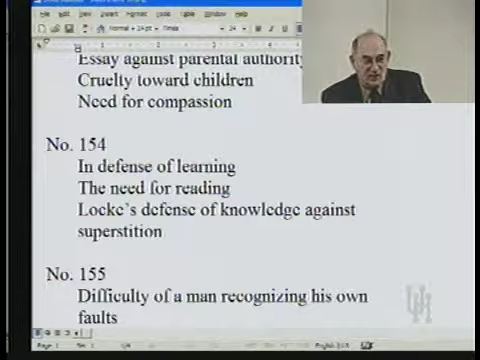 Essay against parental authority
Cruelty toward children
Need for compassion
No. 154
In defense of learning
The need for reading
Locke's defense of knowledge against
superstition
No. 155
Difficulty of a man recognizing his own
faults